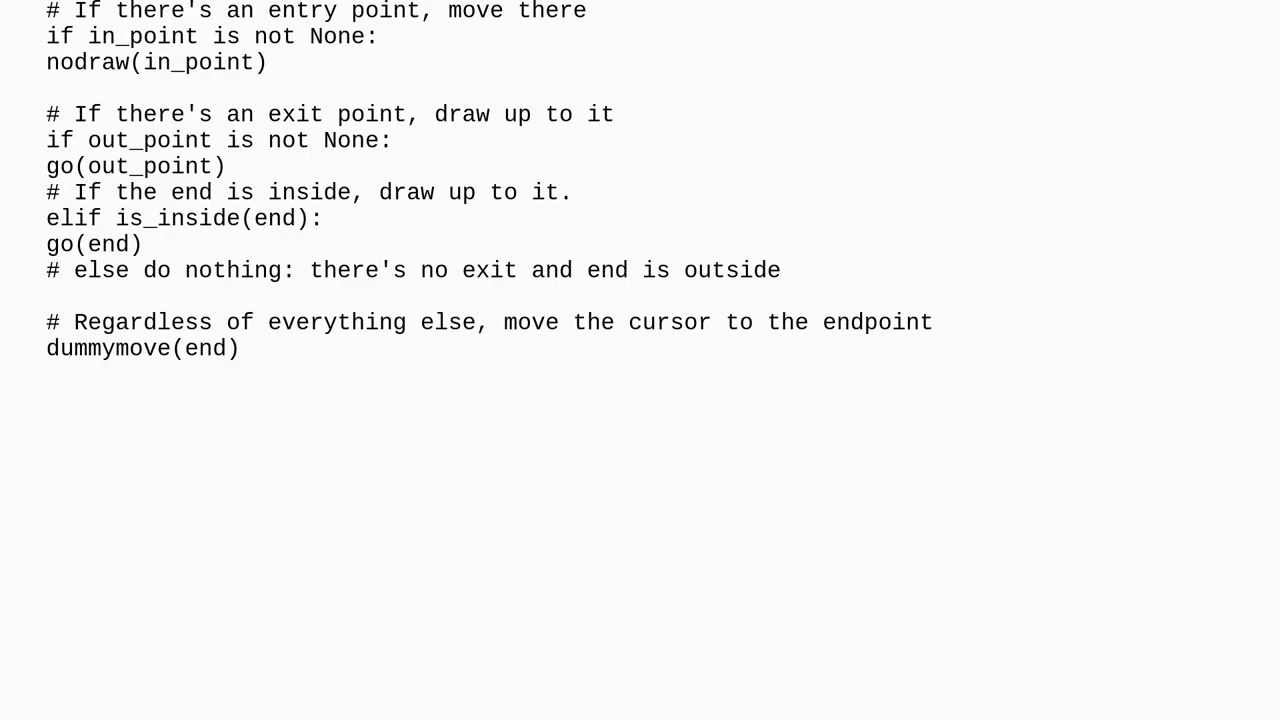 # If there's an entry point, move there
if in_point is not None:
nodraw(in_point)
# If there's an exit point, draw up to it
if out_point is not None:
go(out_point)
# If the end is inside, draw up to it.
elif is_inside(end):
go(end)
# else do nothing: there's no exit and end is outside
# Regardless of everything else, move the cursor to the endpoint
dummymove(end)